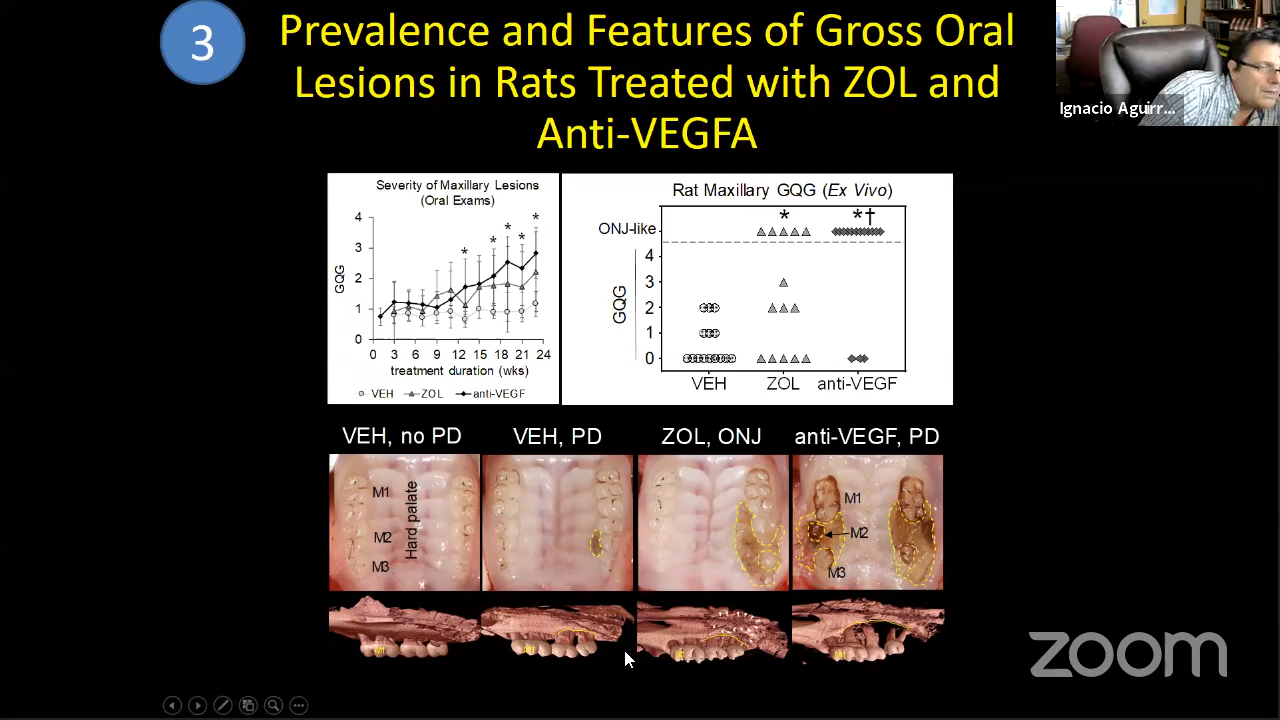 3
Prevalence and Features of Gross Oral
Lesions in Rats Treated with ZOL and
Anti-VEGFA
Ignacio Aguirr...
Severity of Maxillary Lesions
(Oral Exams)
4
3
2
1
0
GQG
* * * * *
0 3 6 9 12 15 18 21 24
treatment duration (wks)
VEH ZOL anti-VEGF
Rat Maxillary GQG (Ex Vivo)
* *†
ONJ-like
4
3
2
1
0
GQG
VEH ZOL anti-VEGF
VEH, no PD VEH, PD ZOL, ONJ anti-VEGF, PD
M1
M2
M3
Hard palate
M1
M2
M3
zoom